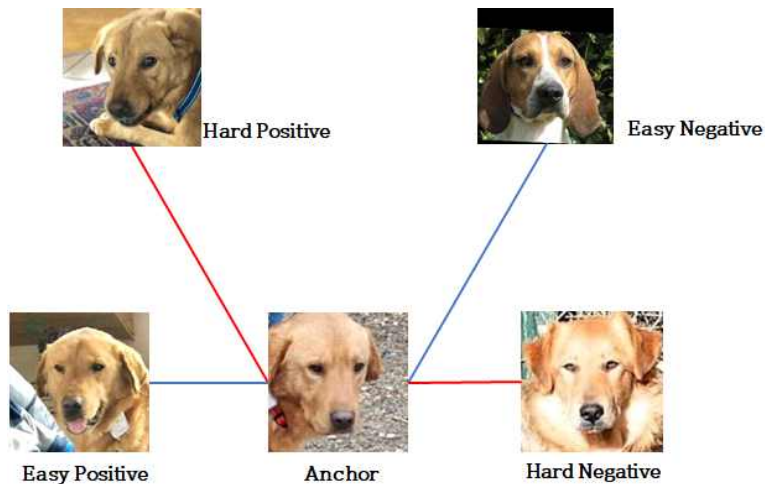 Hard Positive
Easy Negative
Easy Positive
Anchor
Hard Negative